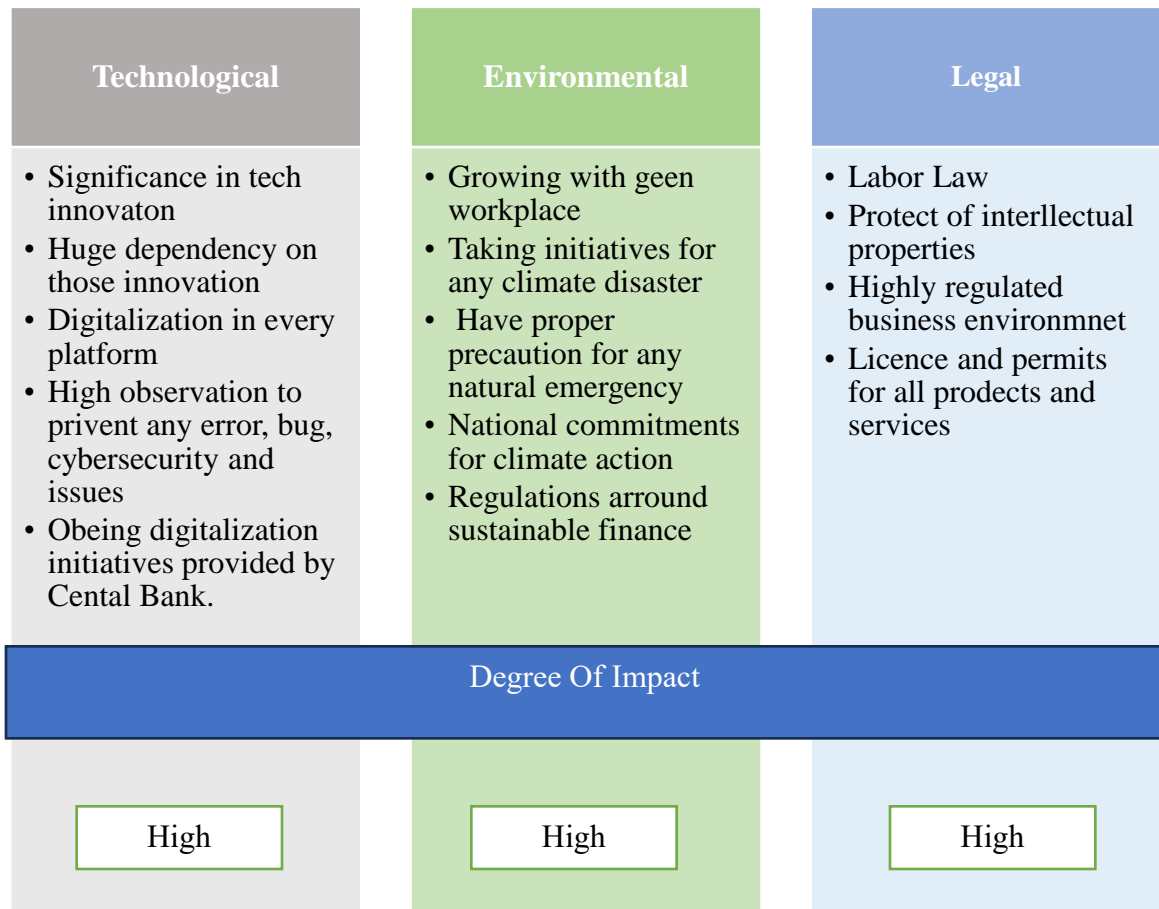 Technological
• Significance in tech
innovaton
• Huge dependency on
those innovation
• Digitalization in every
platform
• High observation to
privent any error, bug,
cybersecurity and
issues
• Obeing digitalization
initiatives provided by
Cental Bank.
Environmental
• Growing with geen
workplace
• Taking initiatives for
any climate disaster
• Have proper
precaution for any
natural emergency
• National commitments
for climate action
• Regulations arround
sustainable finance
Legal
• Labor Law
• Protect of interllectual
properties
• Highly regulated
business environmnet
• Licence and permits
for all prodects and
services
Degree Of Impact
High
High
High